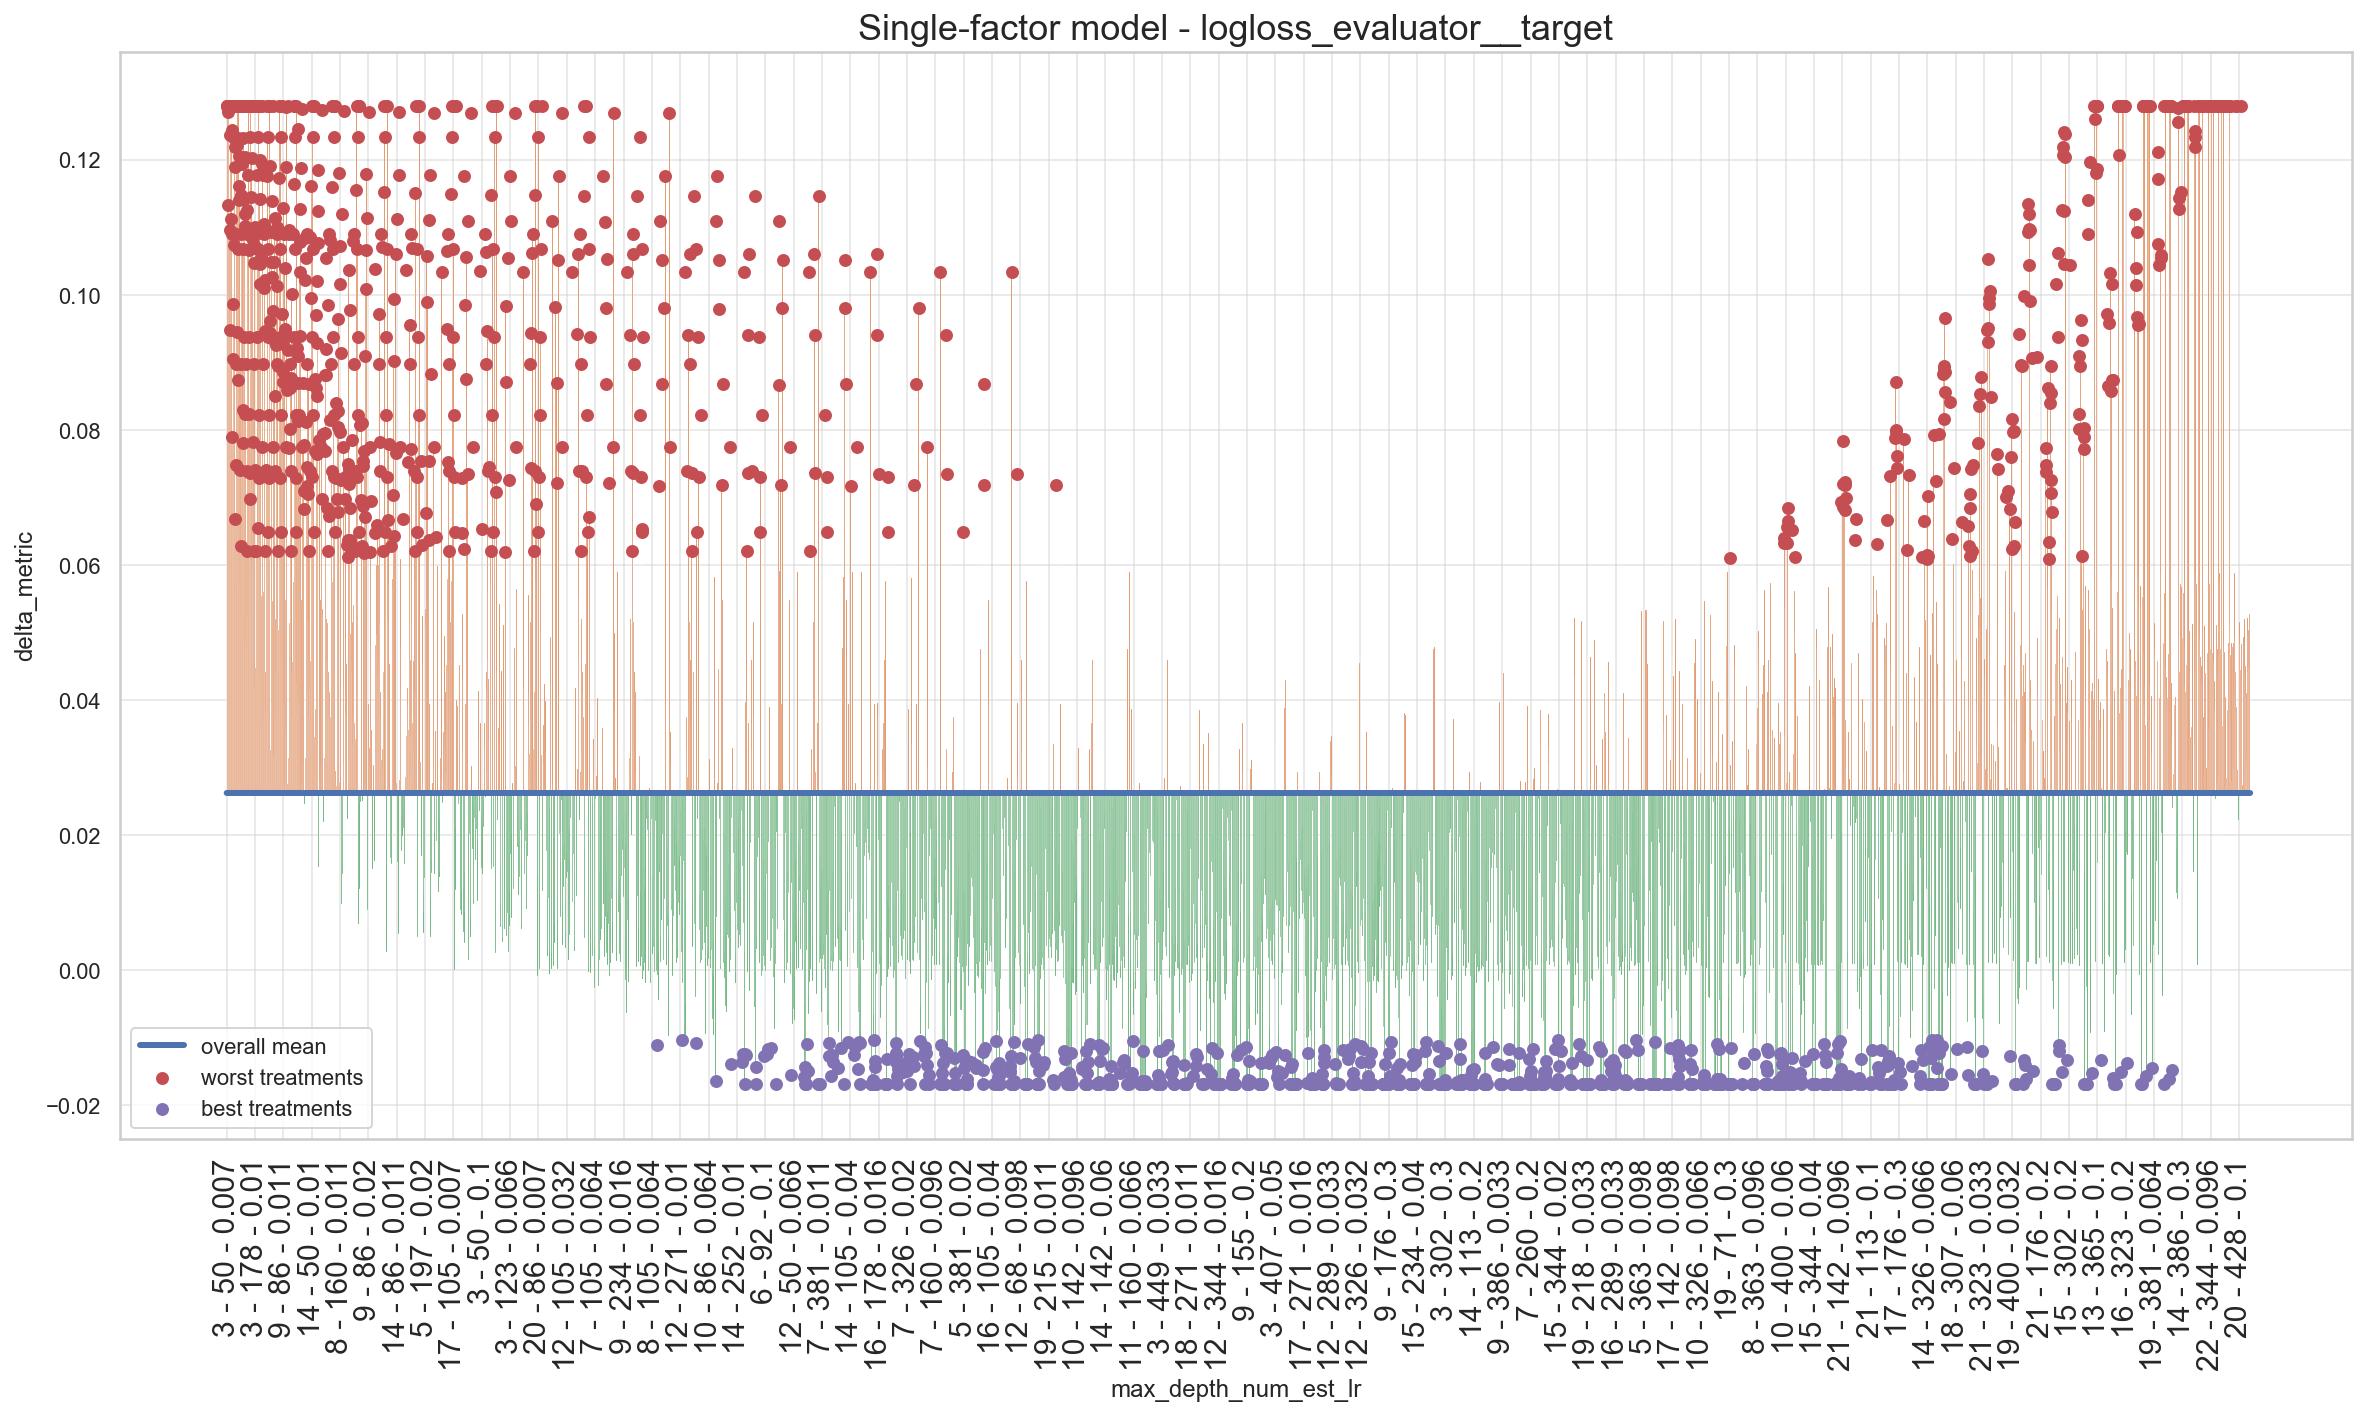 Single-factor model - logloss_evaluator__target
delta_metric
0.12
0.10
0.08
0.06
0.04
0.02
0.00
−0.02
overall mean
worst treatments
best treatments
3 - 50 - 0.007
3 - 178 - 0.01
9 - 86 - 0.011
14 - 50 - 0.01
8 - 160 - 0.011
9 - 86 - 0.02
14 - 86 - 0.011
5 - 197 - 0.02
17 - 105 - 0.007
3 - 50 - 0.1
3 - 123 - 0.066
20 - 86 - 0.007
12 - 105 - 0.032
7 - 105 - 0.064
9 - 234 - 0.016
8 - 105 - 0.064
12 - 271 - 0.01
10 - 86 - 0.064
14 - 252 - 0.01
6 - 92 - 0.1
12 - 50 - 0.066
7 - 381 - 0.011
14 - 105 - 0.04
16 - 178 - 0.016
7 - 326 - 0.02
7 - 160 - 0.096
5 - 381 - 0.02
16 - 105 - 0.04
12 - 68 - 0.098
19 - 215 - 0.011
10 - 142 - 0.096
14 - 142 - 0.06
11 - 160 - 0.066
3 - 449 - 0.033
18 - 271 - 0.011
12 - 344 - 0.016
9 - 155 - 0.2
3 - 407 - 0.05
17 - 271 - 0.016
12 - 289 - 0.033
12 - 326 - 0.032
9 - 176 - 0.3
15 - 234 - 0.04
3 - 302 - 0.3
14 - 113 - 0.2
9 - 386 - 0.033
7 - 260 - 0.2
15 - 344 - 0.02
19 - 218 - 0.033
16 - 289 - 0.033
5 - 363 - 0.098
17 - 142 - 0.098
10 - 326 - 0.066
19 - 71 - 0.3
8 - 363 - 0.096
10 - 400 - 0.06
15 - 344 - 0.04
21 - 142 - 0.096
21 - 113 - 0.1
17 - 176 - 0.3
14 - 326 - 0.066
18 - 307 - 0.06
21 - 323 - 0.033
19 - 400 - 0.032
21 - 176 - 0.2
15 - 302 - 0.2
13 - 365 - 0.1
16 - 323 - 0.2
19 - 381 - 0.064
14 - 386 - 0.3
22 - 344 - 0.096
20 - 428 - 0.1
max_depth_num_est_lr